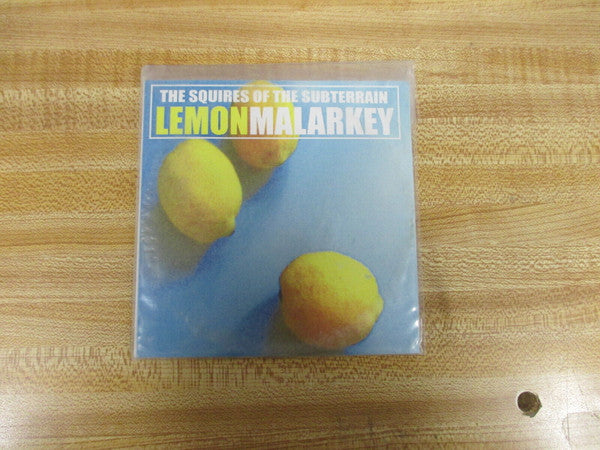 THE SQUIRES OF THE SUBTERRAIN
LEMONMALARKEY